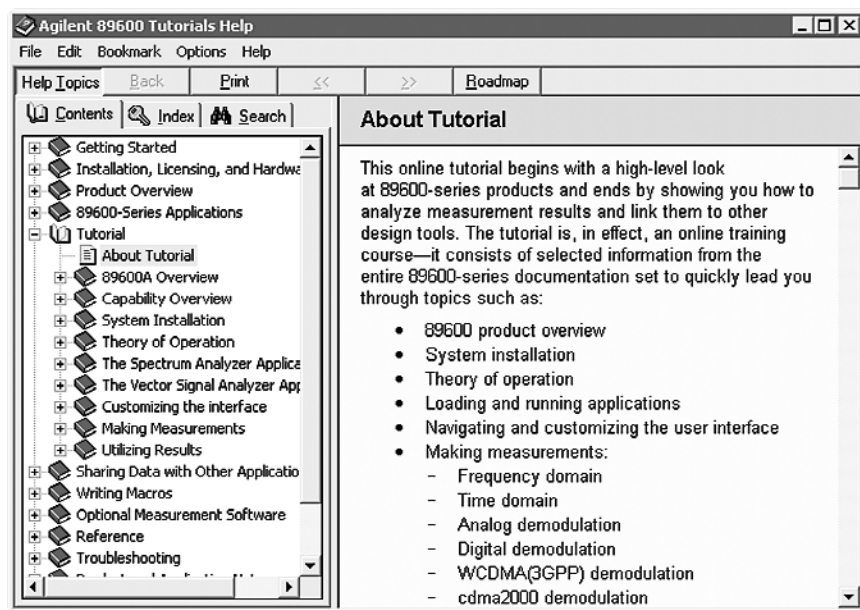 Agilent 89600 Tutorials Help
File Edit Bookmark Options Help
Help Topics Back Print << >> Roadmap
Contents Index Search
Getting Started
Installation, Licensing, and Hardwa
Product Overview
89600-Series Applications
Tutorial
About Tutorial
89600A Overview
Capability Overview
System Installation
Theory of Operation
The Spectrum Analyzer Applica
The Vector Signal Analyzer App
Customizing the interface
Making Measurements
Utilizing Results
Sharing Data with Other Applicatio
Writing Macros
Optional Measurement Software
Reference
Troubleshooting
About Tutorial
This online tutorial begins with a high-level look
at 89600-series products and ends by showing you how to
analyze measurement results and link them to other
design tools. The tutorial is, in effect, an online training
course—it consists of selected information from the
entire 89600-series documentation set to quickly lead you
through topics such as:
• 89600 product overview
• System installation
• Theory of operation
• Loading and running applications
• Navigating and customizing the user interface
• Making measurements:
– Frequency domain
– Time domain
– Analog demodulation
– Digital demodulation
– WCDMA(3GPP) demodulation
– cdma2000 demodulation